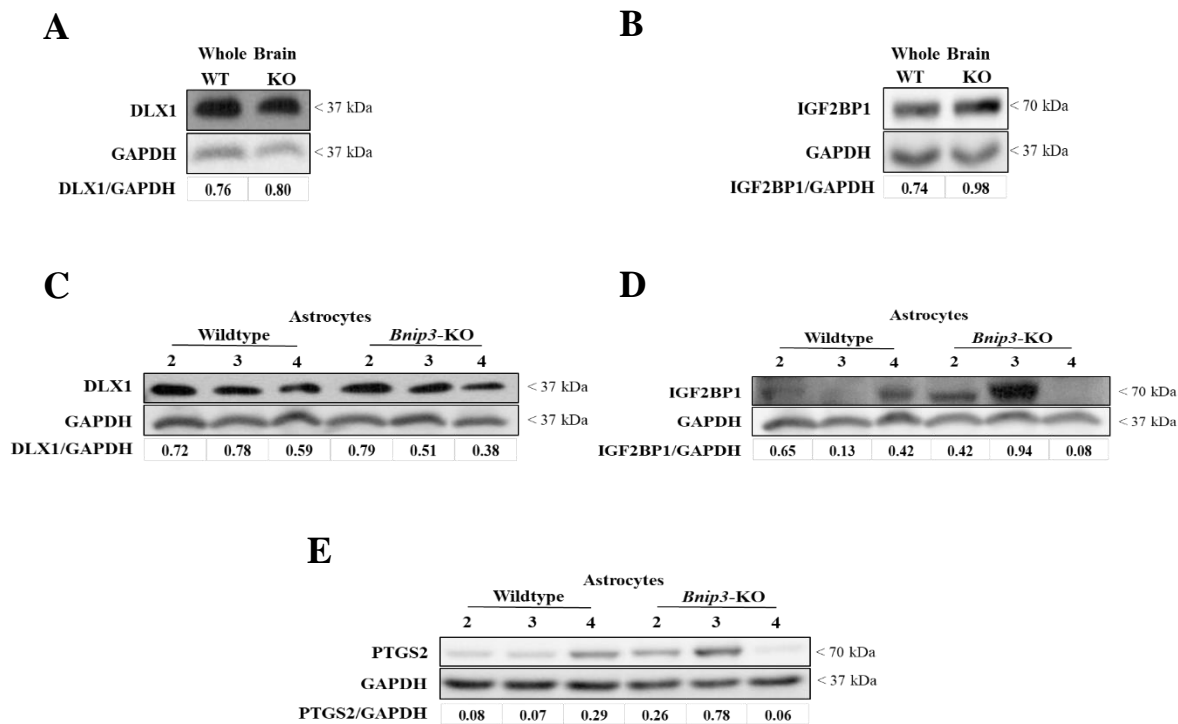 A
Whole Brain
WT KO
DLX1 < 37 kDa
GAPDH < 37 kDa
DLX1/GAPDH 0.76 0.80
B
Whole Brain
WT KO
IGF2BP1 < 70 kDa
GAPDH < 37 kDa
IGF2BP1/GAPDH 0.74 0.98
C
Astrocytes
Wildtype Bnip3-KO
2 3 4 2 3 4
DLX1 < 37 kDa
GAPDH < 37 kDa
DLX1/GAPDH 0.72 0.78 0.59 0.79 0.51 0.38
D
Astrocytes
Wildtype Bnip3-KO
2 3 4 2 3 4
IGF2BP1 < 70 kDa
GAPDH < 37 kDa
IGF2BP1/GAPDH 0.65 0.13 0.42 0.42 0.94 0.08
E
Astrocytes
Wildtype Bnip3-KO
2 3 4 2 3 4
PTGS2 < 70 kDa
GAPDH < 37 kDa
PTGS2/GAPDH 0.08 0.07 0.29 0.26 0.78 0.06